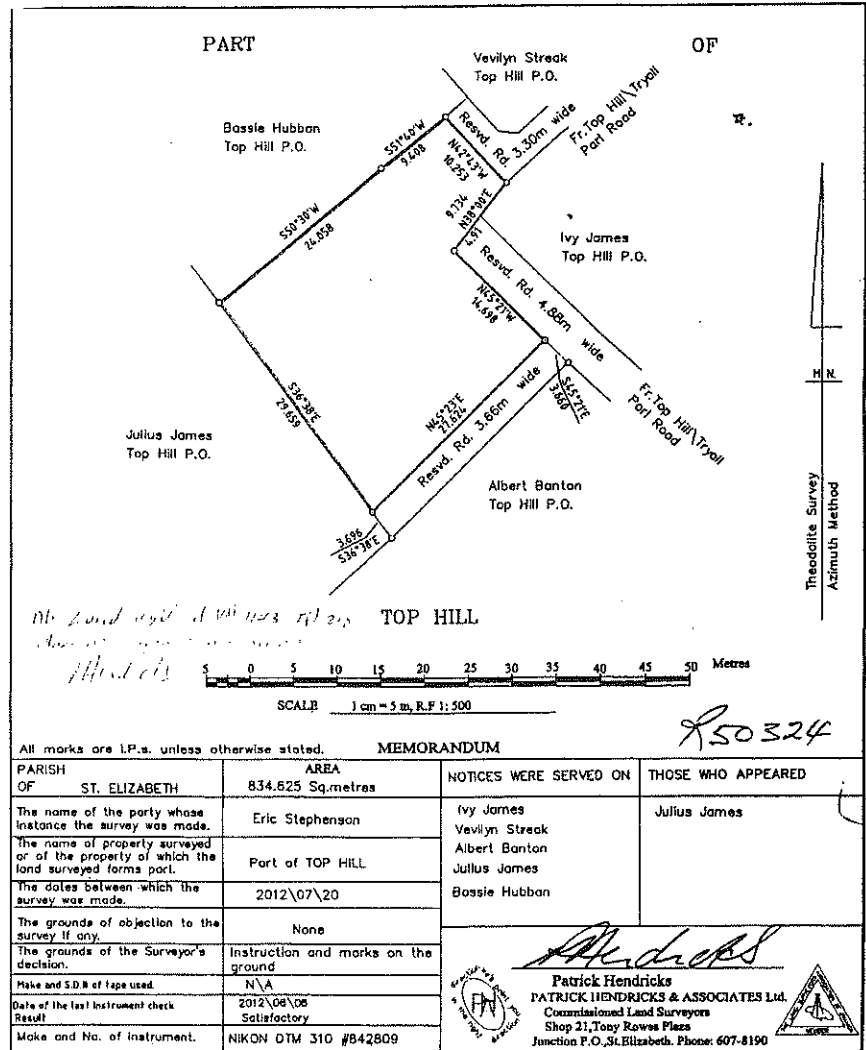 PART OF
Vevilyn Streak
Top Hill P.O.
Bossie Hubban
Top Hill P.O.
S51°40'W
9.408
N42°43'W
10.253
Resvd. Rd. 3.30m wide
Fr. Top Hill\Tryall
Parl Road
S50°30'W
24.058
9.734
N38°00'E
4.91
Ivy James
Top Hill P.O.
Resvd. Rd. 4.88m wide
N45°21'W
14.698
H N.
Fr. Top Hill\Tryall
Parl Road
S36°38'E
29.659
N45°23'E
27.624
Resvd. Rd. 3.66m wide
S45°21'E
3.660
Julius James
Top Hill P.O.
Albert Banton
Top Hill P.O.
3.696
S36°38'E
Theodolite Survey
Azimuth Method
TOP HILL
5 0 5 10 15 20 25 30 35 40 45 50 Metres
SCALE 1 cm = 5 m, R.F 1: 500
R50324
All marks are I.P.s. unless otherwise stated. MEMORANDUM
PARISH
OF ST. ELIZABETH
AREA
834.625 Sq.metres
NOTICES WERE SERVED ON
THOSE WHO APPEARED
The name of the party whose
instance the survey was made.
Eric Stephenson
Ivy James
Vevilyn Streak
Albert Banton
Julius James
Bossie Hubban
Julius James
The name of property surveyed
or of the property of which the
land surveyed forms part.
Part of TOP HILL
The dates between which the
survey was made.
2012\07\20
The grounds of objection to the
survey if any.
None
The grounds of the Surveyor's
decision.
Instruction and marks on the
ground
Make and S.D.# of tape used.
N\A
Date of the last Instrument check
Result
2012\06\06
Satisfactory
Make and No. of instrument.
NIKON DTM 310 #842809
Patrick Hendricks
PATRICK HENDRICKS & ASSOCIATES Ltd.
Commissioned Land Surveyors
Shop 21,Tony Rowes Plaza
Junction P.O.,St.Elizabeth. Phone: 607-8190